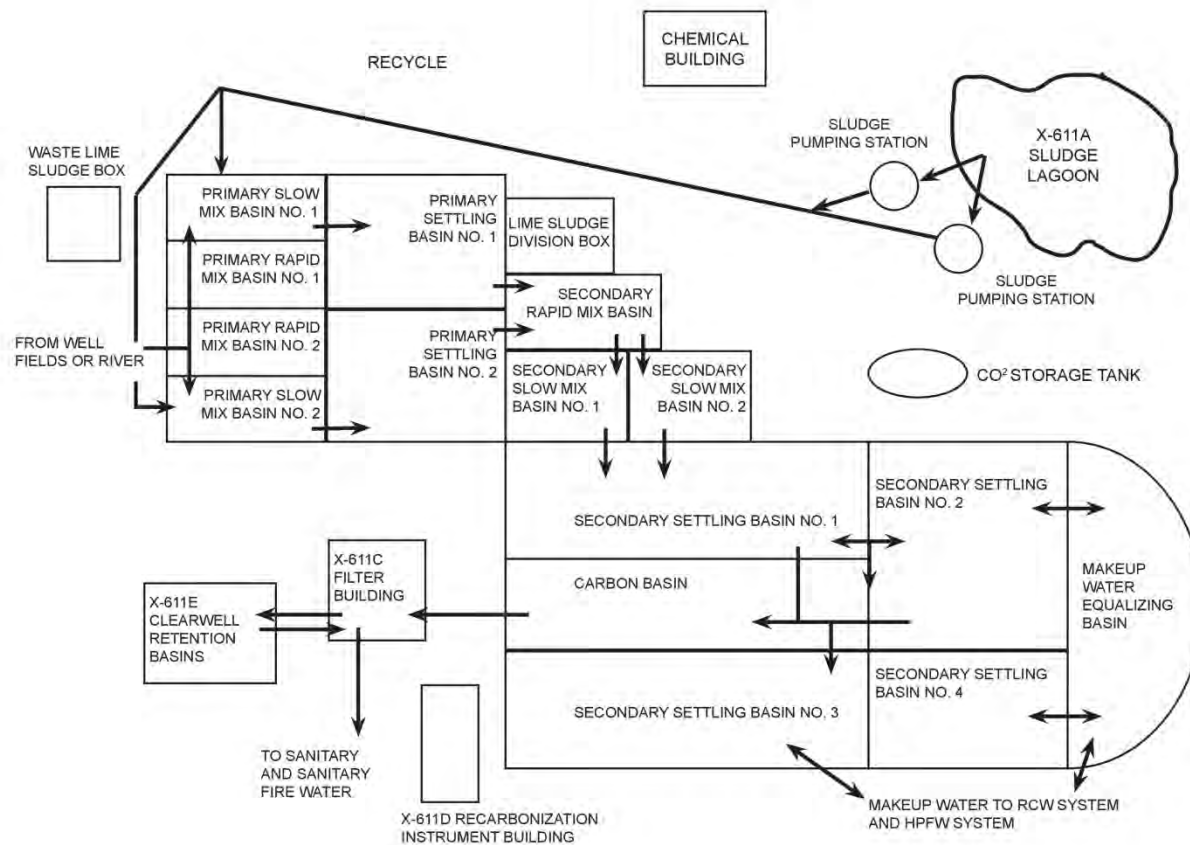 CHEMICAL
BUILDING
RECYCLE
X-611A
SLUDGE
LAGOON
SLUDGE
PUMPING STATION
WASTE LIME
SLUDGE BOX
PRIMARY SLOW
MIX BASIN NO. 1
PRIMARY
SETTLING
BASIN NO. 1
LIME SLUDGE
DIVISION BOX
PRIMARY RAPID
MIX BASIN NO. 1
SECONDARY
RAPID MIX BASIN
SLUDGE
PUMPING STATION
FROM WELL
FIELDS OR RIVER
PRIMARY RAPID
MIX BASIN NO. 2
PRIMARY
SETTLING
BASIN NO. 2
PRIMARY SLOW
MIX BASIN NO. 2
SECONDARY
SLOW MIX
BASIN NO. 1
SECONDARY
SLOW MIX
BASIN NO. 2
CO² STORAGE TANK
SECONDARY SETTLING BASIN NO. 1
SECONDARY SETTLING
BASIN NO. 2
CARBON BASIN
MAKEUP
WATER
EQUALIZING
BASIN
X-611C
FILTER
BUILDING
X-611E
CLEARWELL
RETENTION
BASINS
SECONDARY SETTLING BASIN NO. 3
SECONDARY SETTLING
BASIN NO. 4
TO SANITARY
AND SANITARY
FIRE WATER
X-611D RECARBONIZATION
INSTRUMENT BUILDING
MAKEUP WATER TO RCW SYSTEM
AND HPFW SYSTEM